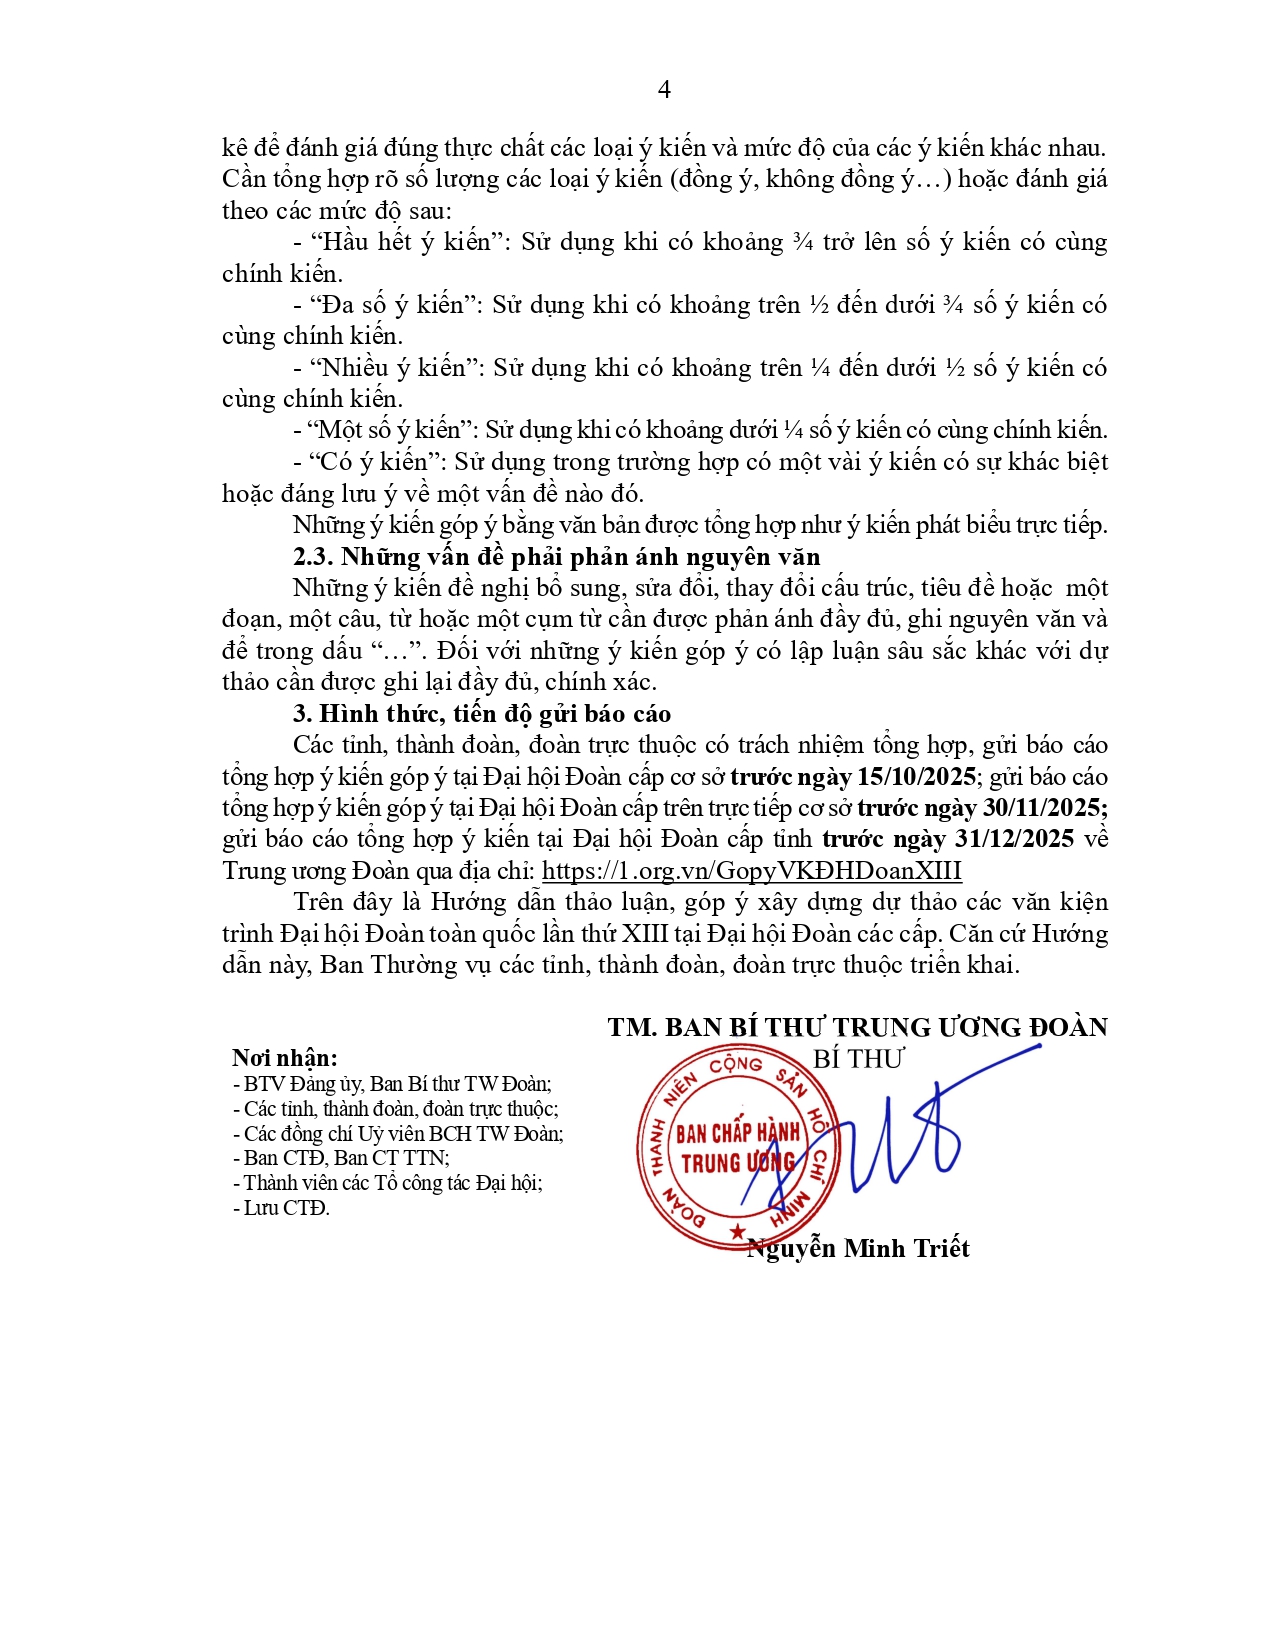 4
kê để đánh giá đúng thực chất các loại ý kiến và mức độ của các ý kiến khác nhau.
Cần tổng hợp rõ số lượng các loại ý kiến (đồng ý, không đồng ý…) hoặc đánh giá
theo các mức độ sau:
- “Hầu hết ý kiến”: Sử dụng khi có khoảng ¾ trở lên số ý kiến có cùng
chính kiến.
- “Đa số ý kiến”: Sử dụng khi có khoảng trên ½ đến dưới ¾ số ý kiến có
cùng chính kiến.
- “Nhiều ý kiến”: Sử dụng khi có khoảng trên ¼ đến dưới ½ số ý kiến có
cùng chính kiến.
- “Một số ý kiến”: Sử dụng khi có khoảng dưới ¼ số ý kiến có cùng chính kiến.
- “Có ý kiến”: Sử dụng trong trường hợp có một vài ý kiến có sự khác biệt
hoặc đáng lưu ý về một vấn đề nào đó.
Những ý kiến góp ý bằng văn bản được tổng hợp như ý kiến phát biểu trực tiếp.
2.3. Những vấn đề phải phản ánh nguyên văn
Những ý kiến đề nghị bổ sung, sửa đổi, thay đổi cấu trúc, tiêu đề hoặc một
đoạn, một câu, từ hoặc một cụm từ cần được phản ánh đầy đủ, ghi nguyên văn và
để trong dấu “…”. Đối với những ý kiến góp ý có lập luận sâu sắc khác với dự
thảo cần được ghi lại đầy đủ, chính xác.
3. Hình thức, tiến độ gửi báo cáo
Các tỉnh, thành đoàn, đoàn trực thuộc có trách nhiệm tổng hợp, gửi báo cáo
tổng hợp ý kiến góp ý tại Đại hội Đoàn cấp cơ sở trước ngày 15/10/2025; gửi báo cáo
tổng hợp ý kiến góp ý tại Đại hội Đoàn cấp trên trực tiếp cơ sở trước ngày 30/11/2025;
gửi báo cáo tổng hợp ý kiến tại Đại hội Đoàn cấp tỉnh trước ngày 31/12/2025 về
Trung ương Đoàn qua địa chỉ: https://1.org.vn/GopyVKĐHDoanXIII
Trên đây là Hướng dẫn thảo luận, góp ý xây dựng dự thảo các văn kiện
trình Đại hội Đoàn toàn quốc lần thứ XIII tại Đại hội Đoàn các cấp. Căn cứ Hướng
dẫn này, Ban Thường vụ các tỉnh, thành đoàn, đoàn trực thuộc triển khai.
TM. BAN BÍ THƯ TRUNG ƯƠNG ĐOÀN
BÍ THƯ
Nơi nhận:
- BTV Đảng ủy, Ban Bí thư TW Đoàn;
- Các tỉnh, thành đoàn, đoàn trực thuộc;
- Các đồng chí Uỷ viên BCH TW Đoàn;
- Ban CTĐ, Ban CT TTN;
- Thành viên các Tổ công tác Đại hội;
- Lưu CTĐ.
ĐOÀN THANH NIÊN CỘNG SẢN HỒ CHÍ MINH
BAN CHẤP HÀNH
TRUNG ƯƠNG
Nguyễn Minh Triết